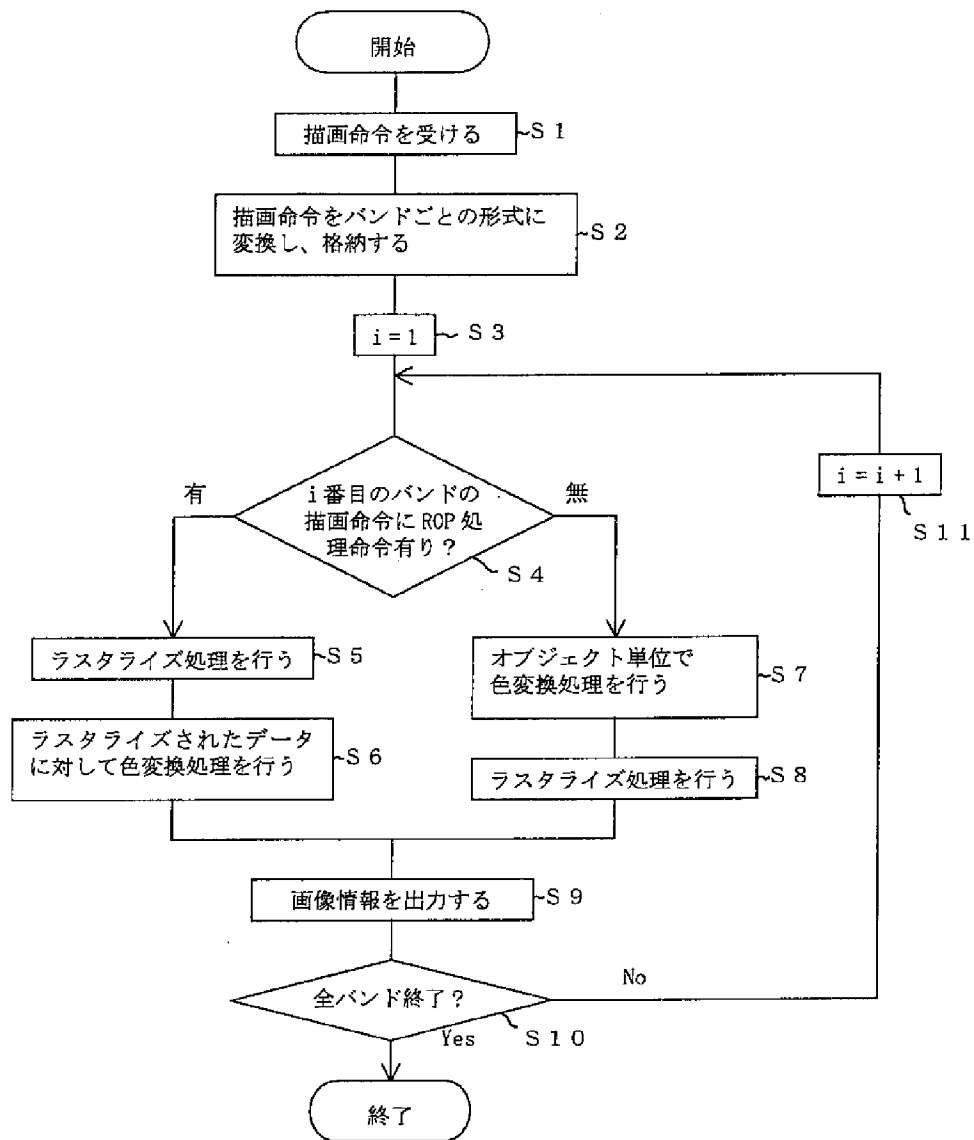 開始
描画命令を受ける
S1
描画命令をバンドごとの形式に
変換し、格納する
S2
i=1
S3
i=i+1
S11
i番目のバンドの
描画命令にROP処
理命令有り?
有
無
S4
ラスタライズ処理を行う
S5
オブジェクト単位で
色変換処理を行う
S7
ラスタライズされたデータ
に対して色変換処理を行う
S6
ラスタライズ処理を行う
S8
画像情報を出力する
S9
全バンド終了?
No
Yes
S10
終了